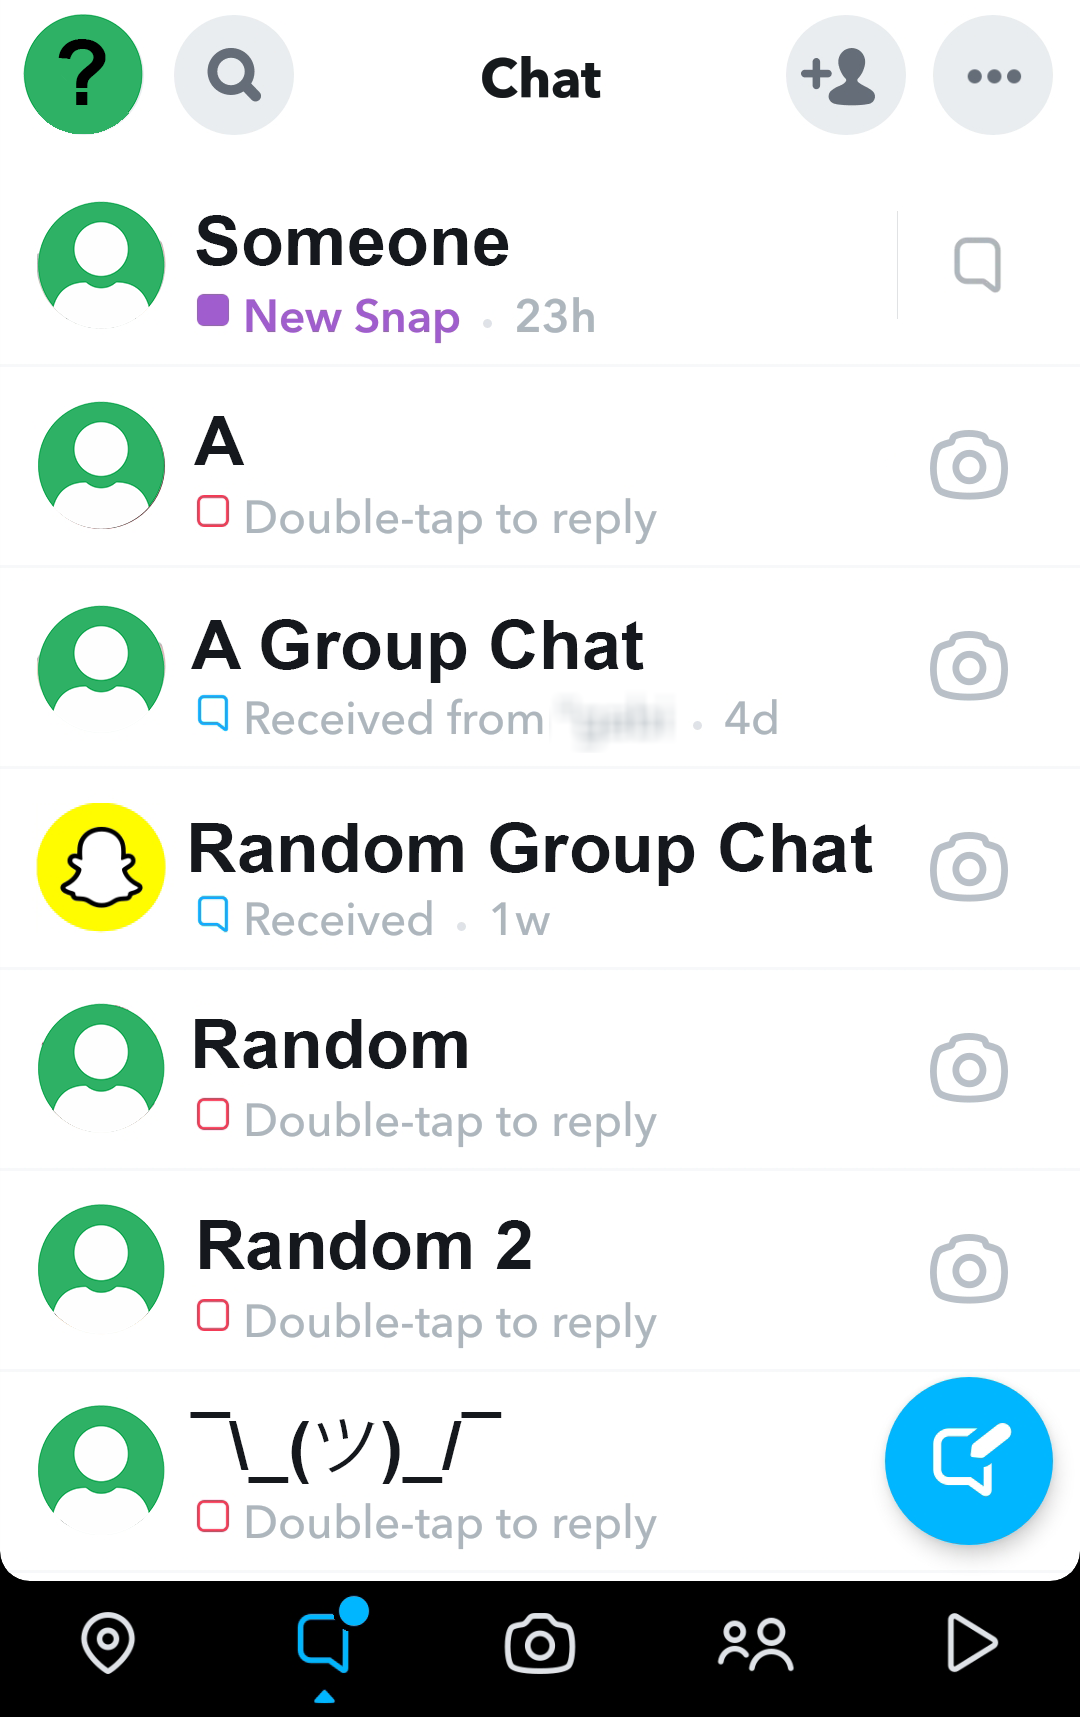 ?
Chat
Someone
New Snap · 23h
A
Double-tap to reply
A Group Chat
Received from · 4d
Random Group Chat
Received · 1w
Random
Double-tap to reply
Random 2
Double-tap to reply
¯\_(ツ)_/¯
Double-tap to reply